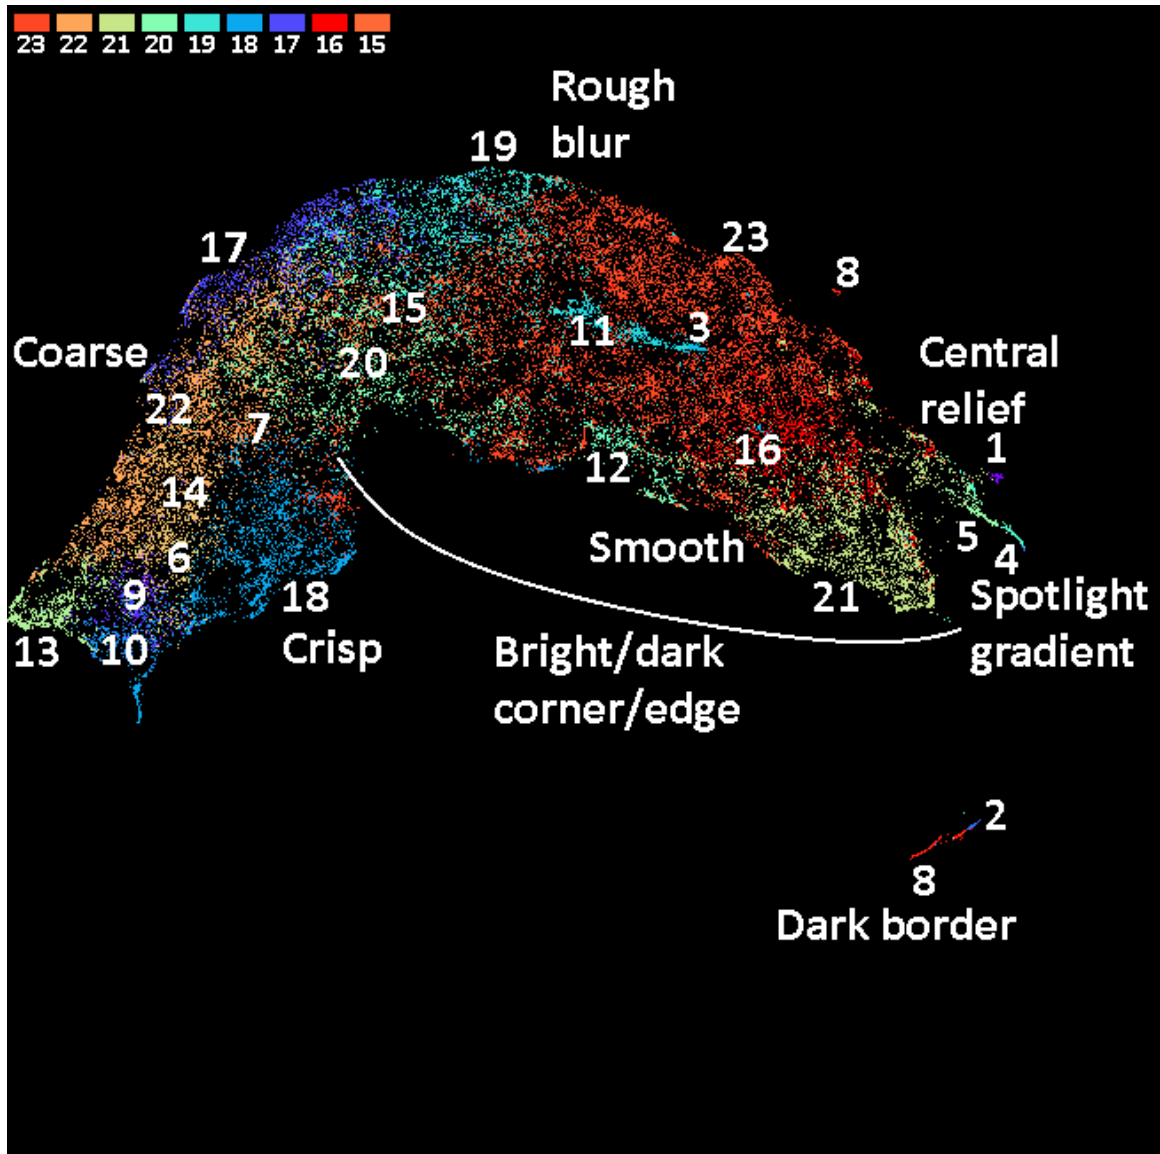 23 22 21 20 19 18 17 16 15
Rough
blur
19
17
23
8
15
11
3
Coarse
20
Central
relief
22
7
16
1
12
14
5
Smooth
4
6
9
18
21
Spotlight
gradient
13
10
Crisp
Bright/dark
corner/edge
2
8
Dark border